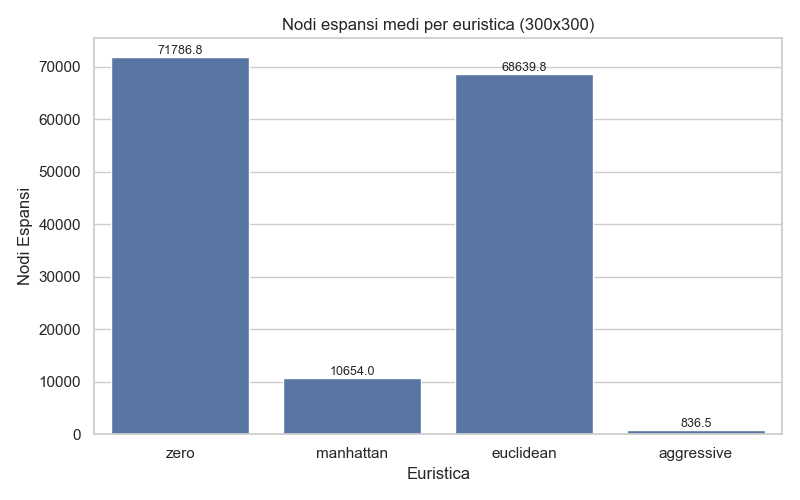 Nodi espansi medi per euristica (300x300)
Nodi Espansi
70000
60000
50000
40000
30000
20000
10000
0
71786.8
10654.0
68639.8
836.5
zero
manhattan
euclidean
aggressive
Euristica